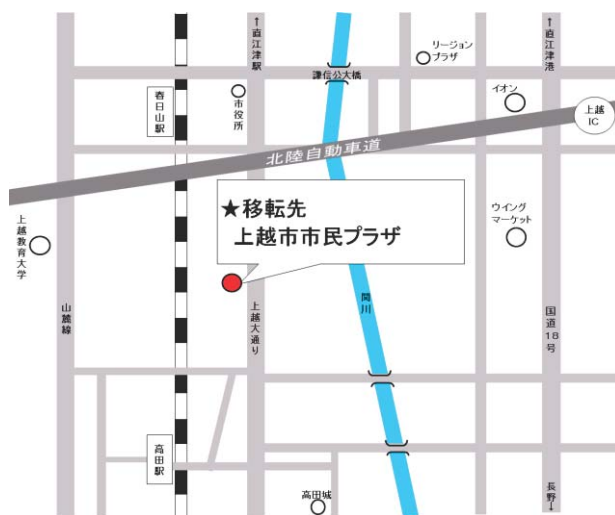 ↑直江津駅
↑直江津港
リージョン
プラザ
謙信公大橋
春日山駅
市役所
イオン
上越
IC
北陸自動車道
★移転先
上越市市民プラザ
ウイング
マーケット
上越教育大学
山麓線
上越大通り
関川
国道18号
高田駅
高田城
長野↓